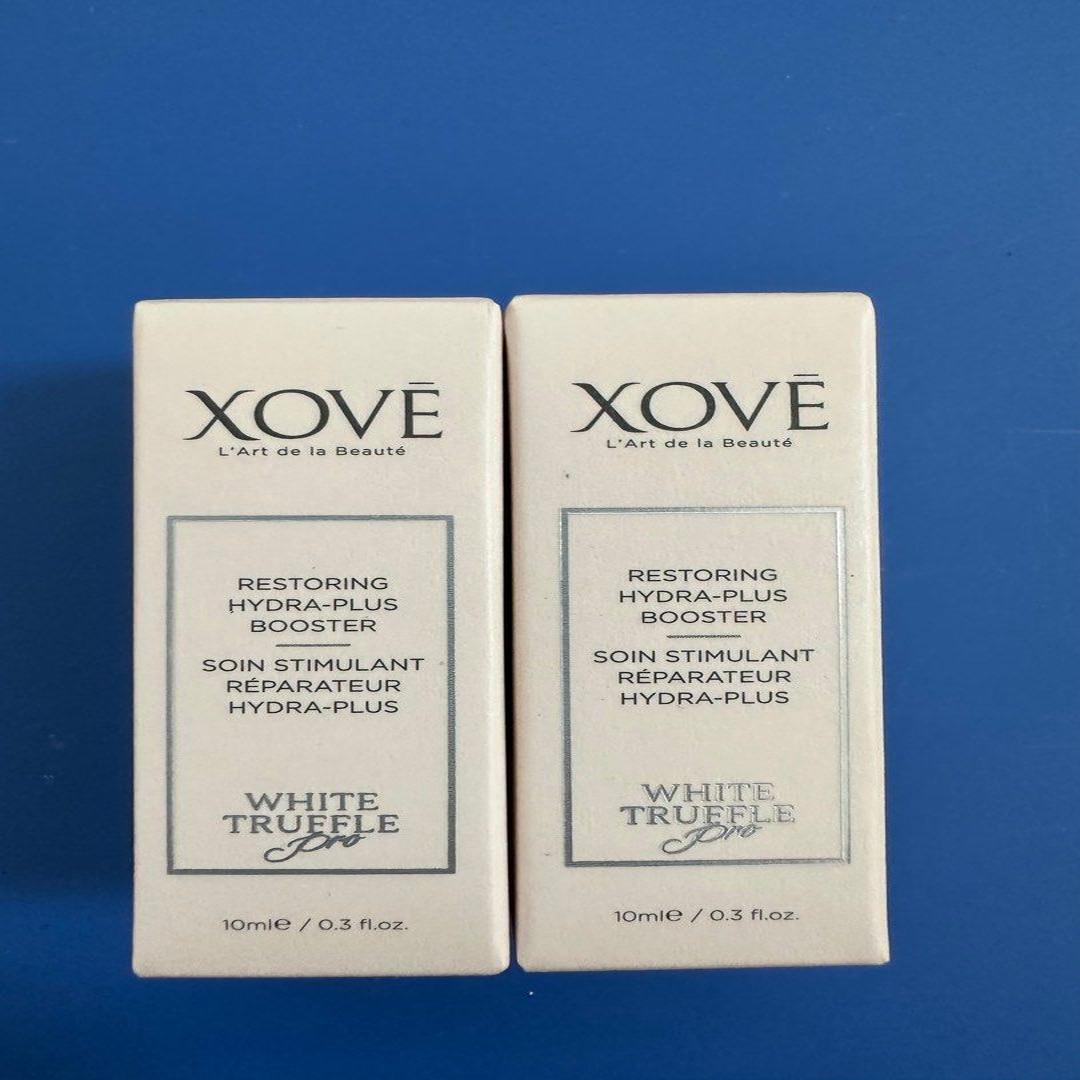 XOVĒ
L'Art de la Beauté
RESTORING
HYDRA-PLUS
BOOSTER
SOIN STIMULANT
RÉPARATEUR
HYDRA-PLUS
WHITE
TRUFFLE
Pro
10ml℮ / 0.3 fl.oz.
XOVĒ
L'Art de la Beauté
RESTORING
HYDRA-PLUS
BOOSTER
SOIN STIMULANT
RÉPARATEUR
HYDRA-PLUS
WHITE
TRUFFLE
Pro
10ml℮ / 0.3 fl.oz.